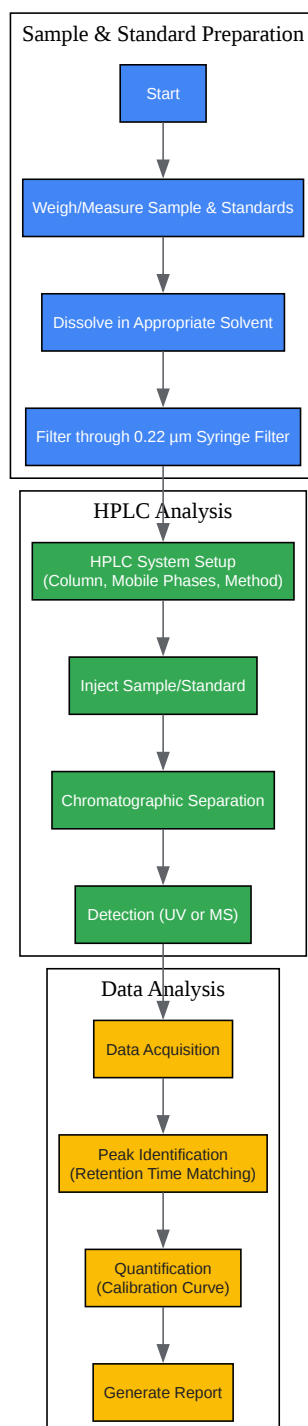 Sample & Standard Preparation
Start
Weigh/Measure Sample & Standards
Dissolve in Appropriate Solvent
Filter through 0.22 µm Syringe Filter
HPLC Analysis
HPLC System Setup
(Column, Mobile Phases, Method)
Inject Sample/Standard
Chromatographic Separation
Detection (UV or MS)
Data Analysis
Data Acquisition
Peak Identification
(Retention Time Matching)
Quantification
(Calibration Curve)
Generate Report